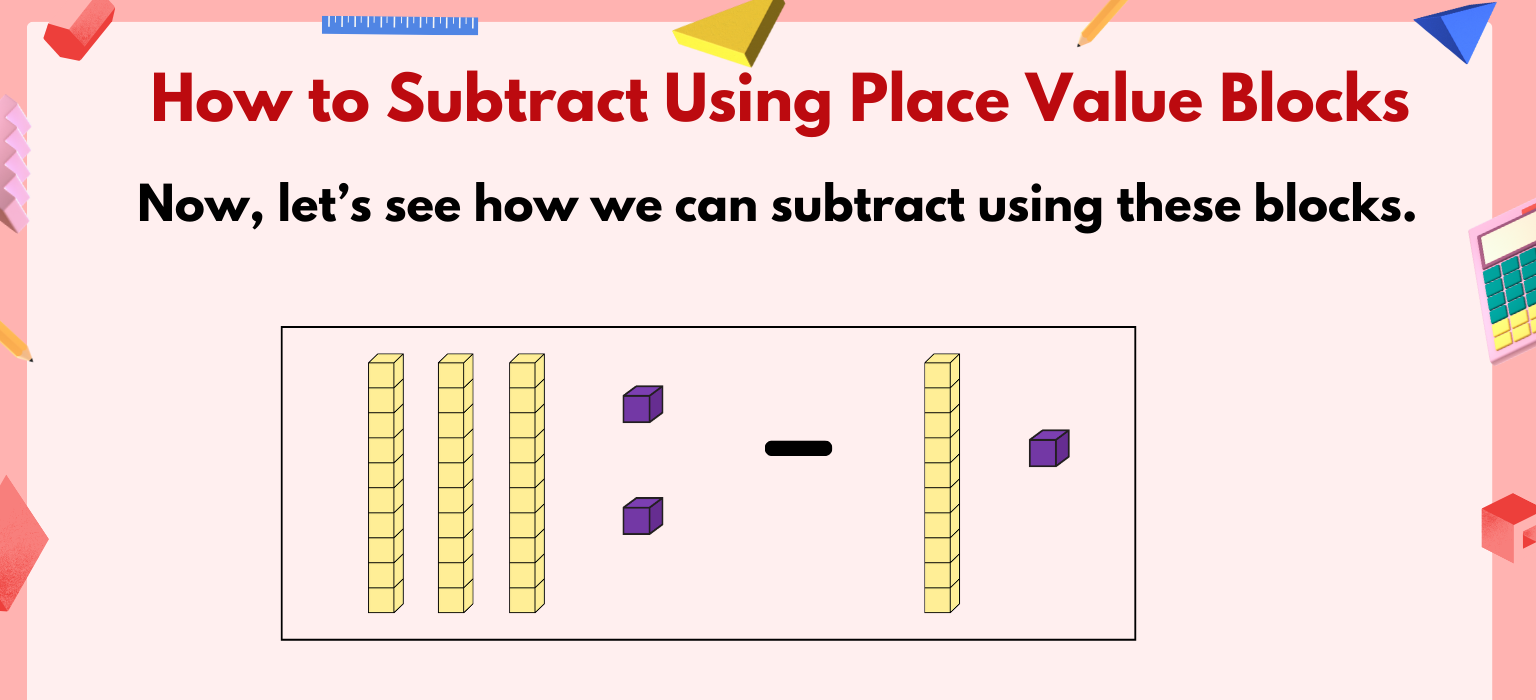 How to Subtract Using Place Value Blocks
Now, let’s see how we can subtract using these blocks.